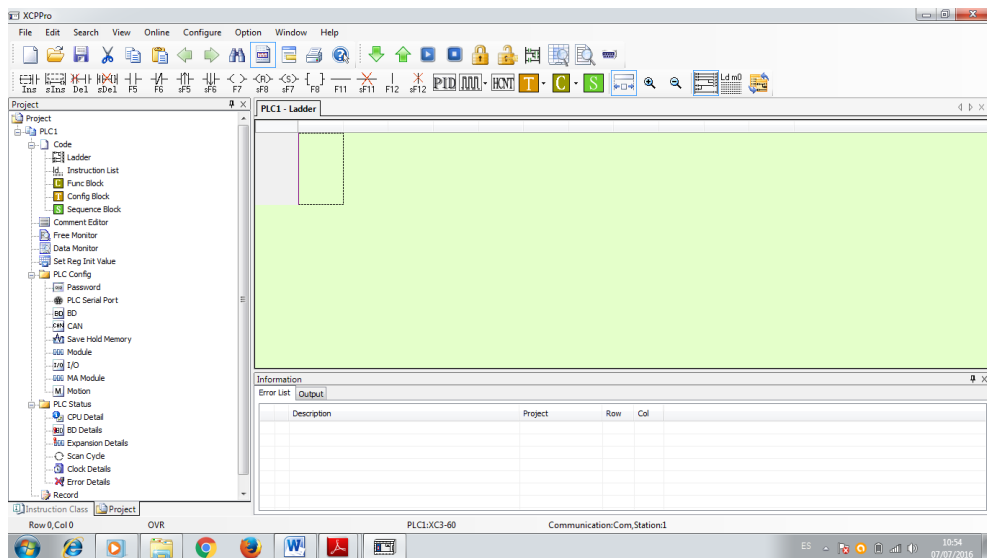 XCPPro
File Edit Search View Online Configure Option Window Help
Ins sIns Del sDel F5 F6 sF5 sF6 F7 sF8 sF7 F8 F11 sF11 F12 sF12 PID HCNT T C S Ld m0
Project
PLC1 - Ladder
Project
PLC1
Code
Ladder
Instruction List
Func Block
Config Block
Sequence Block
Comment Editor
Free Monitor
Data Monitor
Set Reg Init Value
PLC Config
Password
PLC Serial Port
BD BD
CAN CAN
Save Hold Memory
Module
I/O I/O
MA Module
M Motion
PLC Status
CPU Detail
BD BD Details
Expansion Details
Scan Cycle
Clock Details
Error Details
Record
Instruction Class Project
Information
Error List Output
Description Project Row Col
Row 0,Col 0 OVR PLC1:XC3-60 Communication:Com,Station:1
ES 10:54
07/07/2016